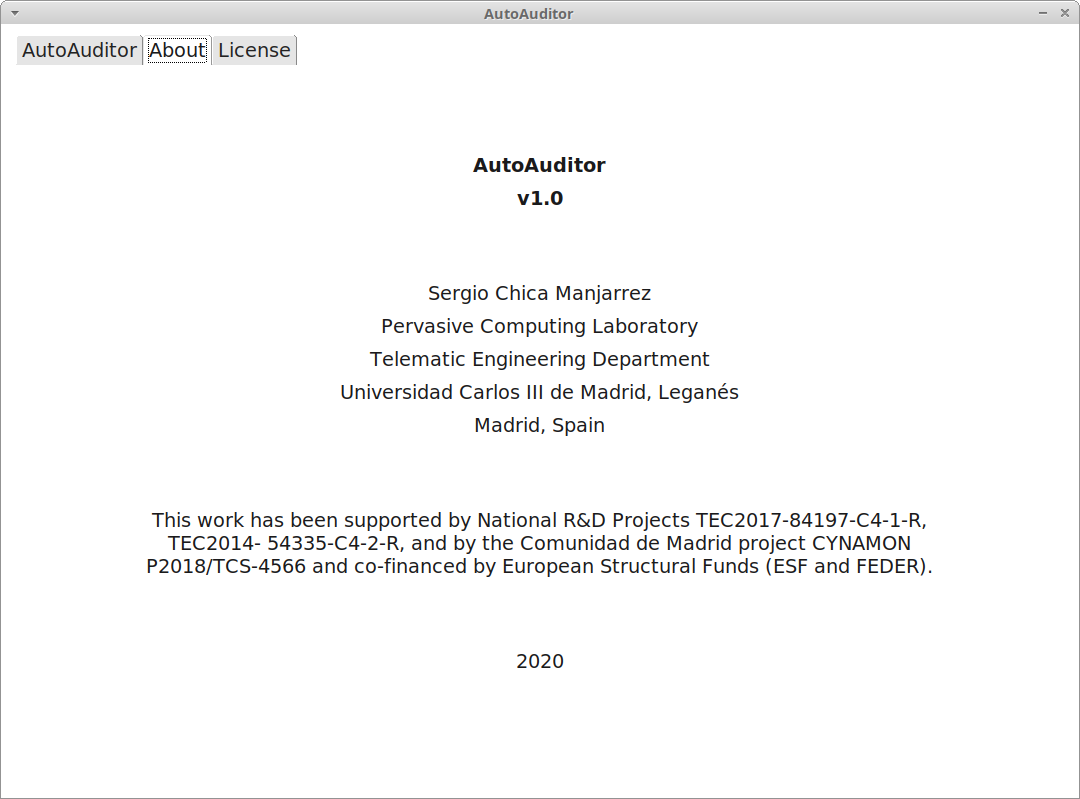 AutoAuditor
AutoAuditor About License
AutoAuditor
v1.0
Sergio Chica Manjarrez
Pervasive Computing Laboratory
Telematic Engineering Department
Universidad Carlos III de Madrid, Leganés
Madrid, Spain
This work has been supported by National R&D Projects TEC2017-84197-C4-1-R,
TEC2014- 54335-C4-2-R, and by the Comunidad de Madrid project CYNAMON
P2018/TCS-4566 and co-financed by European Structural Funds (ESF and FEDER).
2020